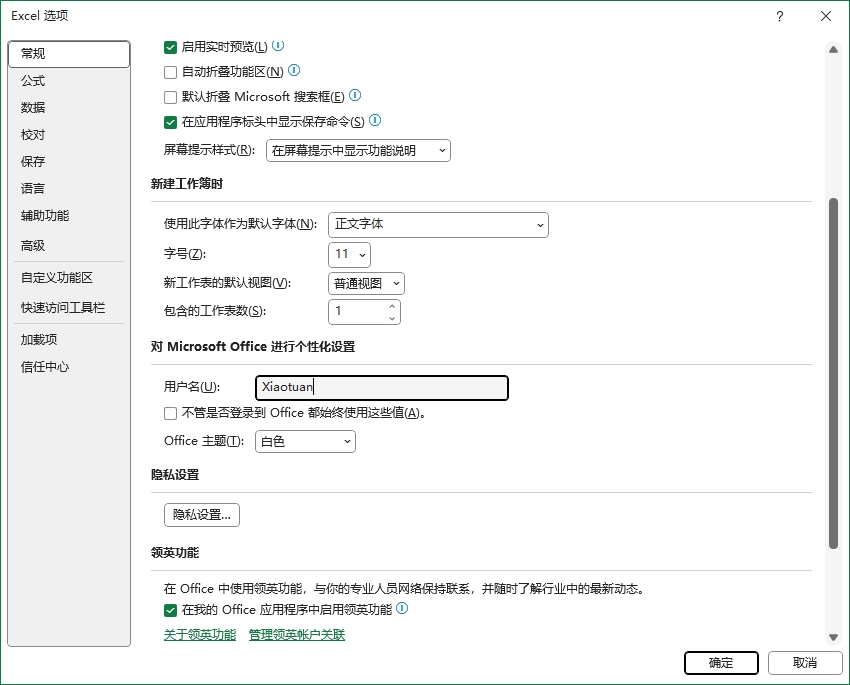 Excel 选项
常规
公式
数据
校对
保存
语言
辅助功能
高级
自定义功能区
快速访问工具栏
加载项
信任中心
启用实时预览(L)
自动折叠功能区(N)
默认折叠 Microsoft 搜索框(E)
在应用程序标头中显示保存命令(S)
屏幕提示样式(R): 在屏幕提示中显示功能说明
新建工作簿时
使用此字体作为默认字体(N): 正文字体
字号(Z): 11
新工作表的默认视图(V): 普通视图
包含的工作表数(S): 1
对 Microsoft Office 进行个性化设置
用户名(U): Xiaotuan
不管是否登录到 Office 都始终使用这些值(A)。
Office 主题(T): 白色
隐私设置
隐私设置...
领英功能
在 Office 中使用领英功能，与你的专业人员网络保持联系，并随时了解行业中的最新动态。
在我的 Office 应用程序中启用领英功能
关于领英功能 管理领英帐户关联
确定 取消